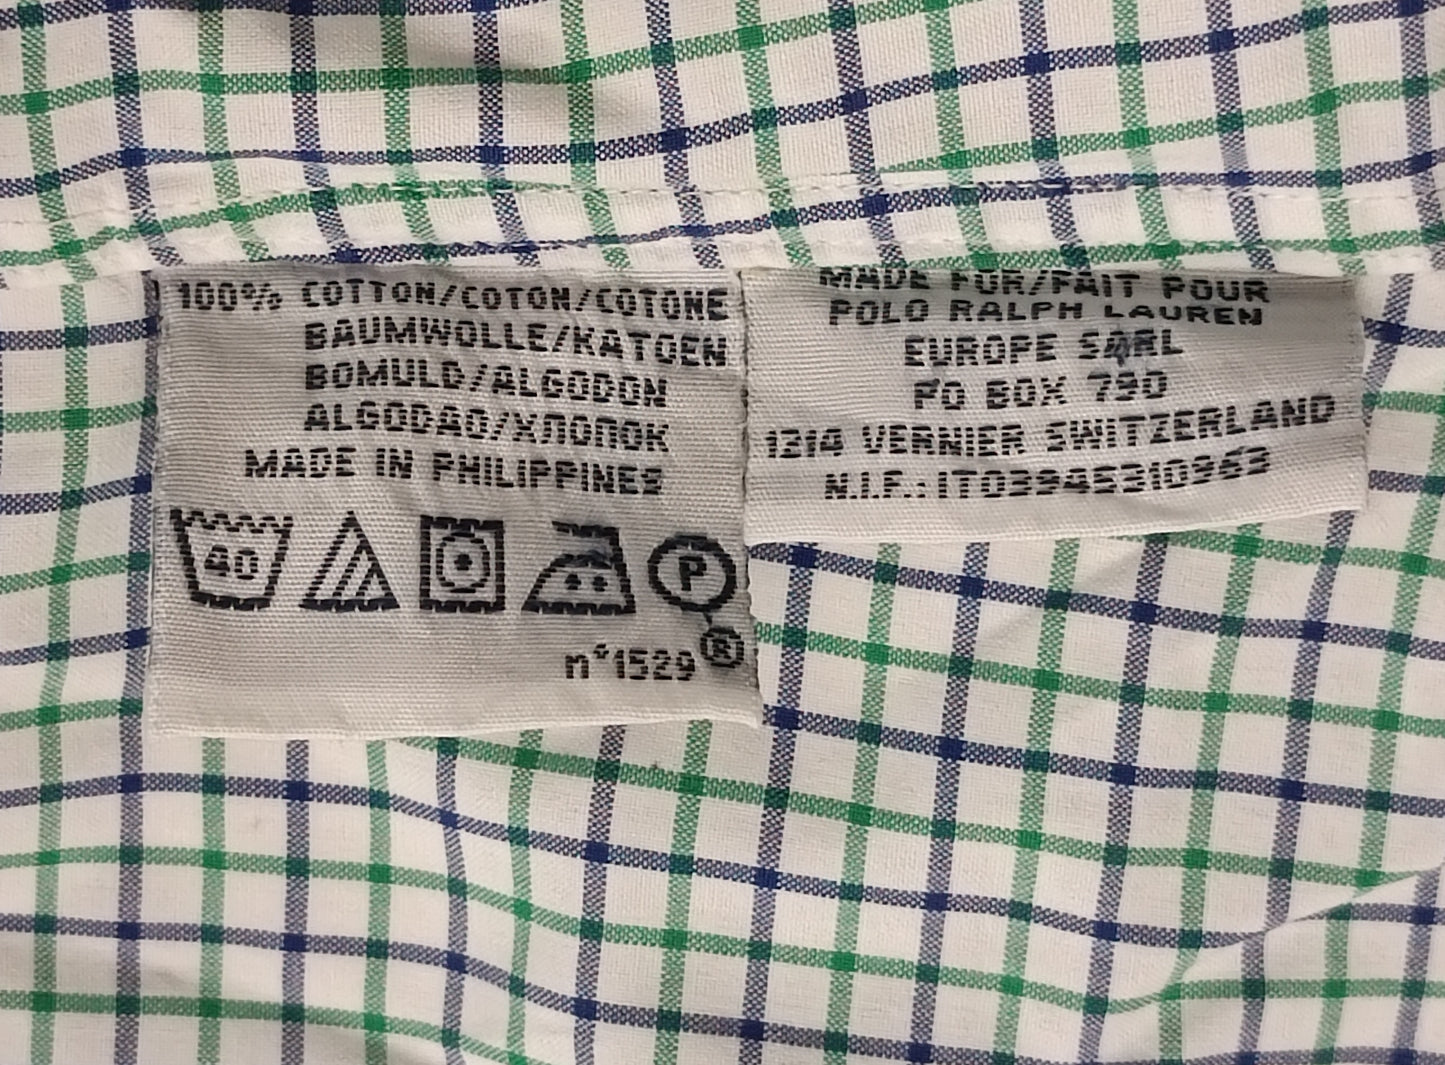 100% COTTON/COTON/COTONE
BAUMWOLLE/KATOEN
BOMULD/ALGODON
ALGODAO/ХЛОПОК
MADE IN PHILIPPINES
40
P
n°1529 ®
MADE FOR/FAIT POUR
POLO RALPH LAUREN
EUROPE SARL
PO BOX 790
1214 VERNIER SWITZERLAND
N.I.F.: IT03945310963